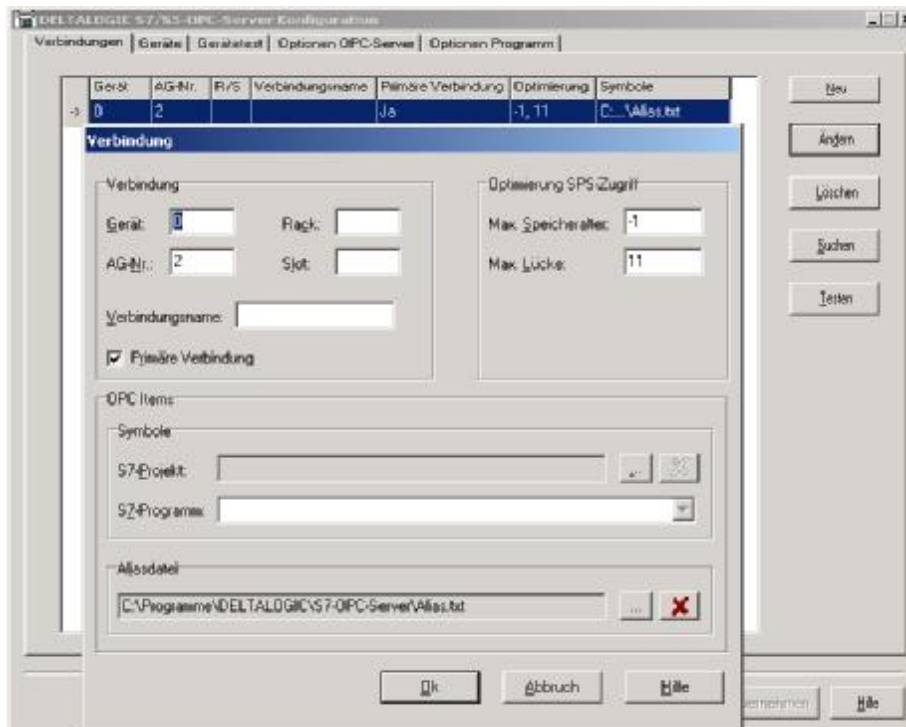 DELTALOGIC S7/S5-OPC-Server Konfiguration
Verbindungen Geräte Gerätetest Optionen OPC-Server Optionen Programm
Gerät AG-Nr. R/S Verbindungsname Primäre Verbindung Optimierung Symbole
0 2 Ja -1, 11 C:...\Alias.txt
Neu
Ändern
Löschen
Suchen
Testen
Verbindung
Verbindung
Gerät: 0 Rack:
AG-Nr.: 2 Slot:
Verbindungsname:
Primäre Verbindung
Optimierung SPS-Zugriff
Max. Speicheralter: -1
Max. Lücke: 11
OPC Items
Symbole
S7-Projekt: ...
S7-Programm:
Aliasdatei
C:\Programme\DELTALOGIC\S7-OPC-Server\Alias.txt ...
Ok Abbruch Hilfe
ernehmen Hilfe